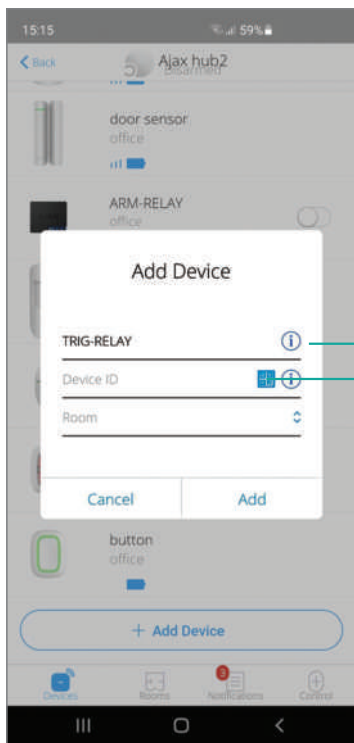 15:15
59%
Back
Ajax hub2
Disarmed
door sensor
office
ARM-RELAY
office
Add Device
TRIG-RELAY
Device ID
Room
Cancel
Add
button
office
+ Add Device
3
Devices
Rooms
Notifications
Control